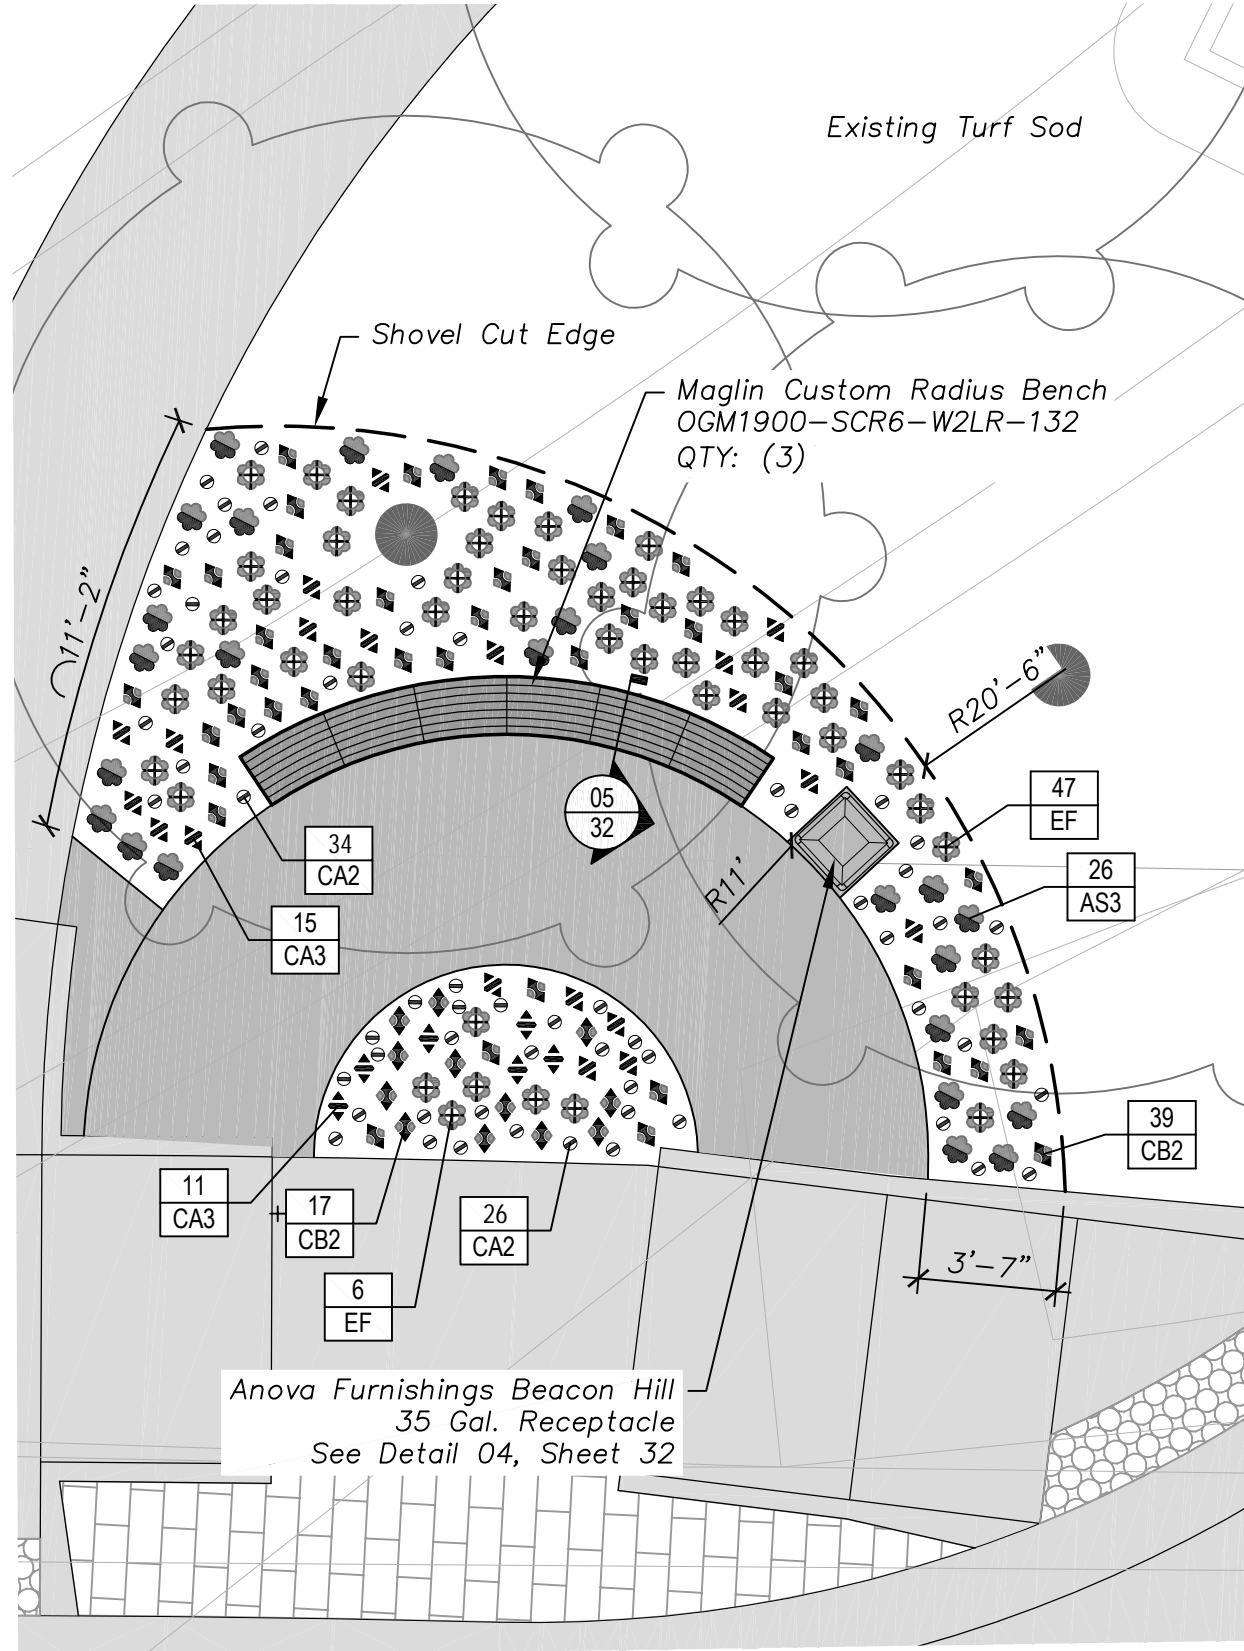 Existing Turf Sod
Shovel Cut Edge
Maglin Custom Radius Bench
OGM1900-SCR6-W2LR-132
QTY: (3)
11'-2"
R20'-6"
05
32
47
EF
34
CA2
26
AS3
R11'
15
CA3
39
CB2
11
CA3
17
CB2
26
CA2
6
EF
3'-7"
Anova Furnishings Beacon Hill
35 Gal. Receptacle
See Detail 04, Sheet 32